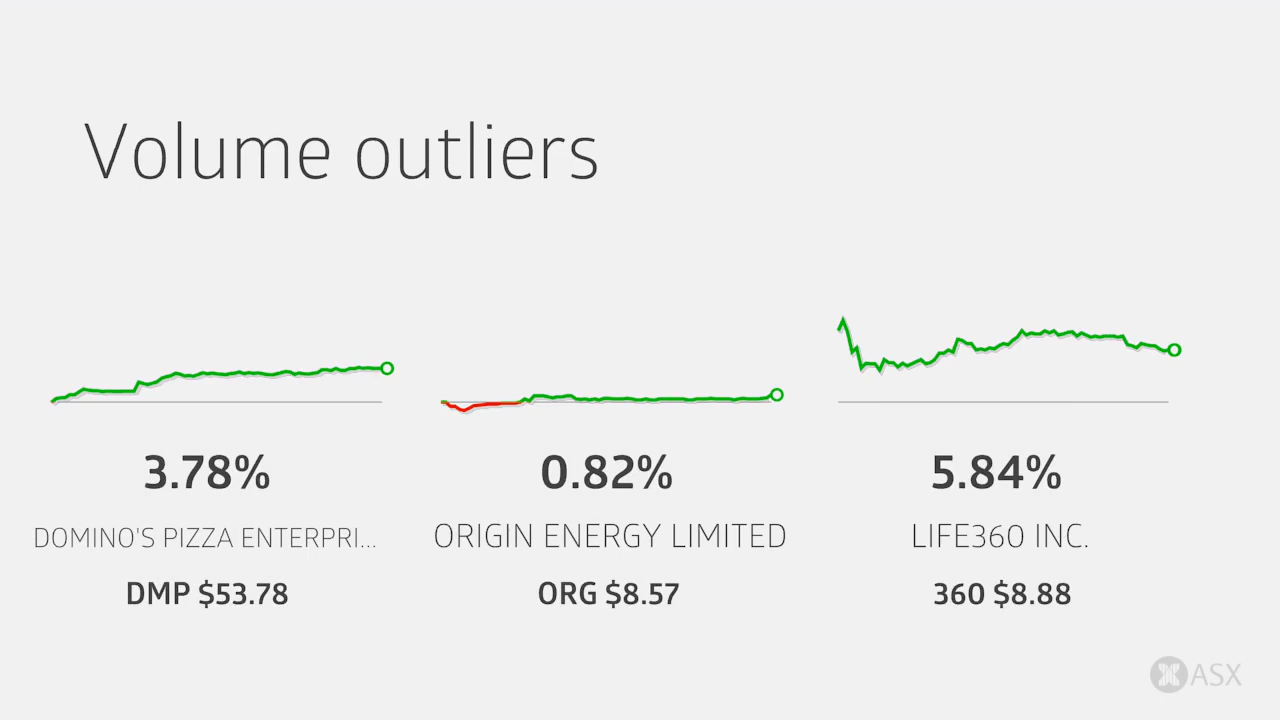 Volume outliers
3.78%
DOMINO'S PIZZA ENTERPRI...
DMP $53.78
0.82%
ORIGIN ENERGY LIMITED
ORG $8.57
5.84%
LIFE360 INC.
360 $8.88
ASX